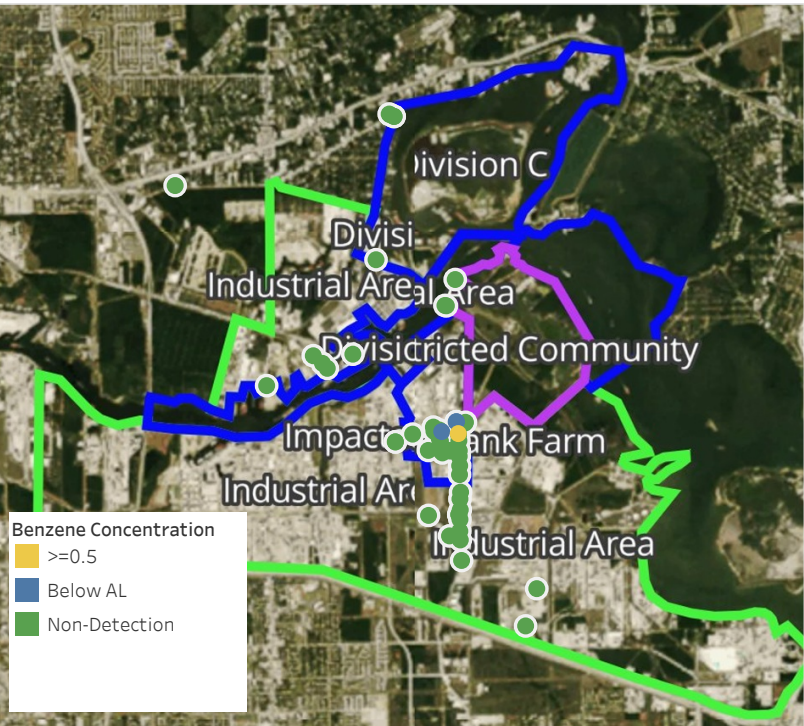 Division C
Divisi
Industrial Area
al Area
Divisi
tricted Community
Impact
ank Farm
Industrial Are
Industrial Area
Benzene Concentration
>=0.5
Below AL
Non-Detection